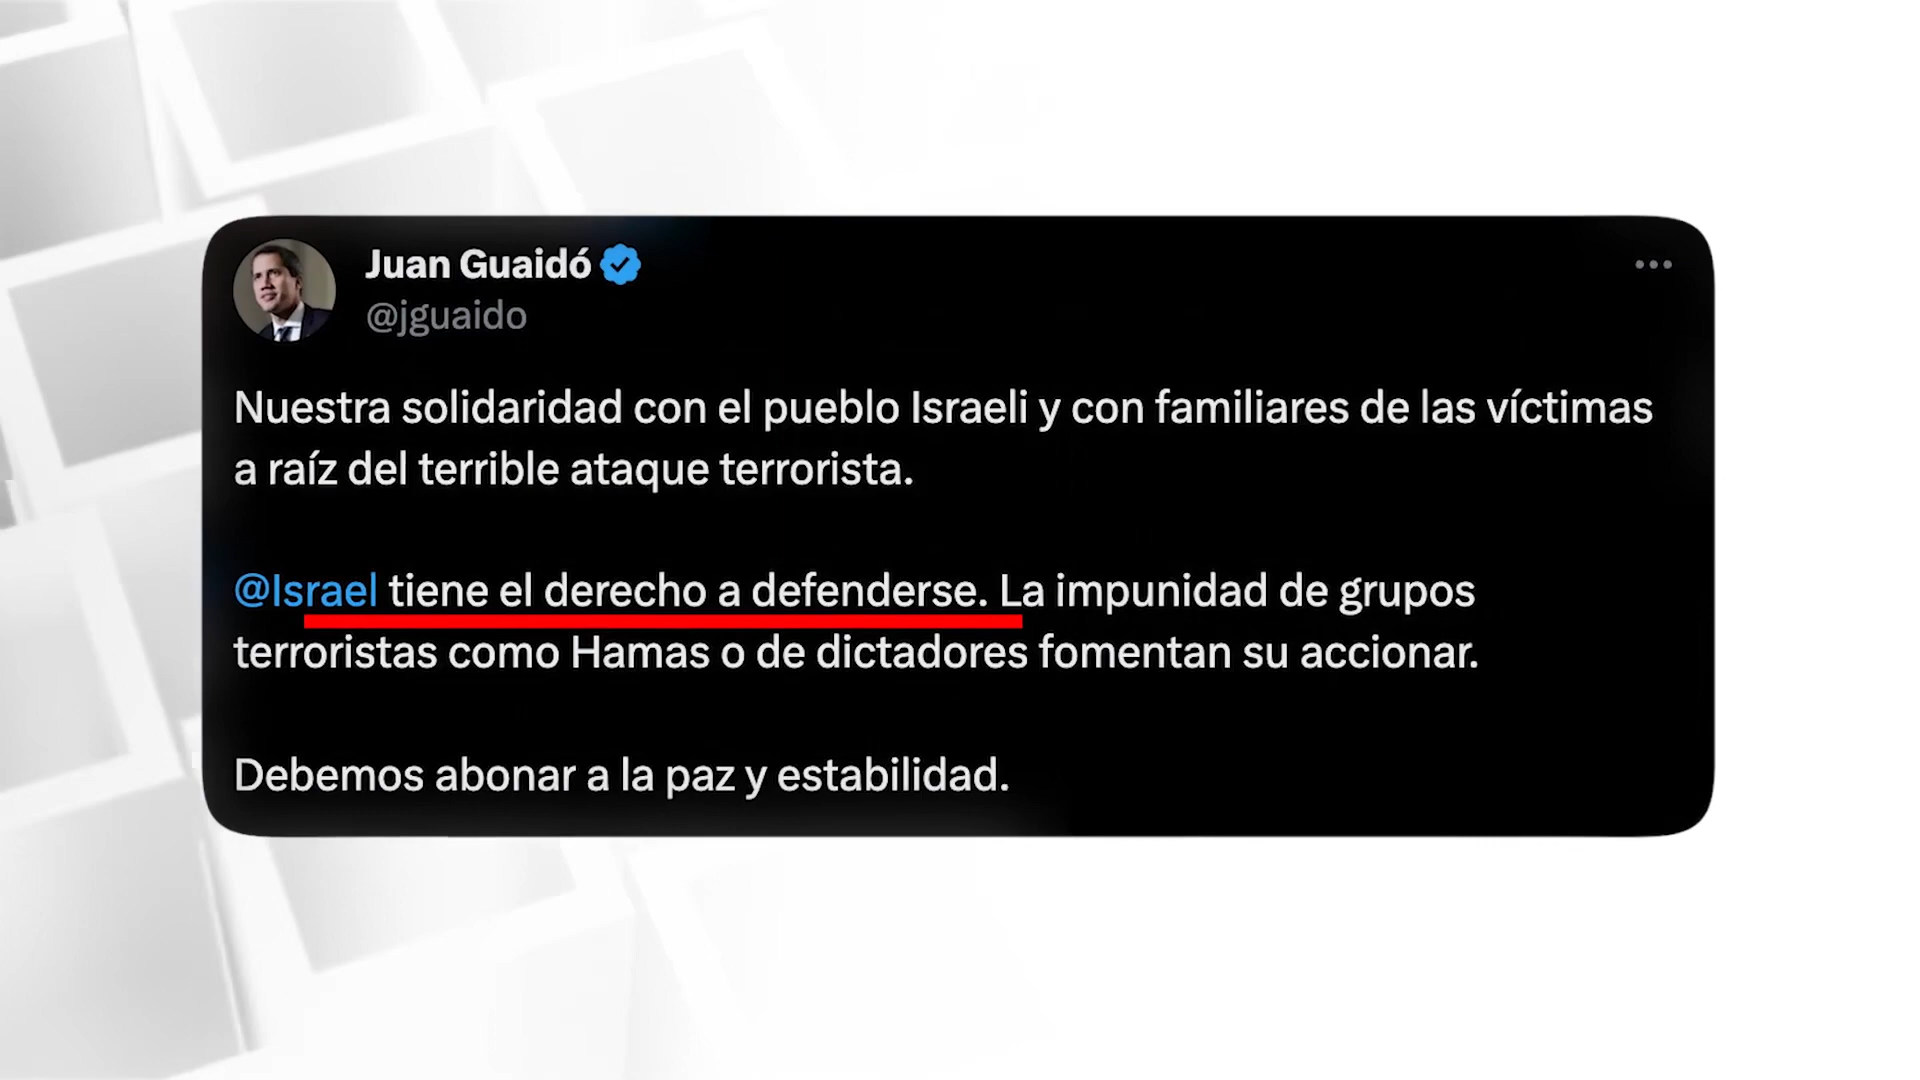 Juan Guaidó
@jguaido
Nuestra solidaridad con el pueblo Israeli y con familiares de las víctimas
a raíz del terrible ataque terrorista.
@Israel tiene el derecho a defenderse. La impunidad de grupos
terroristas como Hamas o de dictadores fomentan su accionar.
Debemos abonar a la paz y estabilidad.